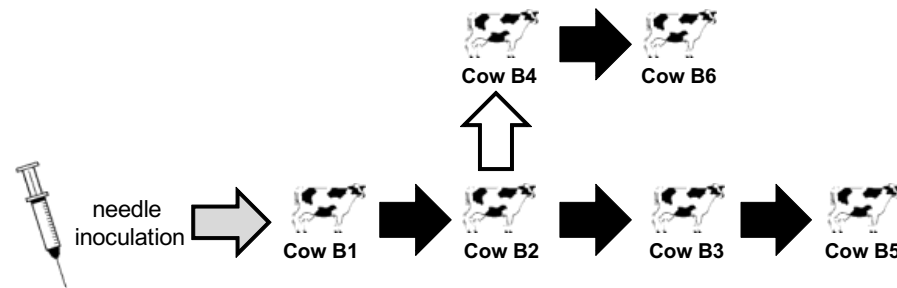 Cow B4
Cow B6
needle
inoculation
Cow B1
Cow B2
Cow B3
Cow B5